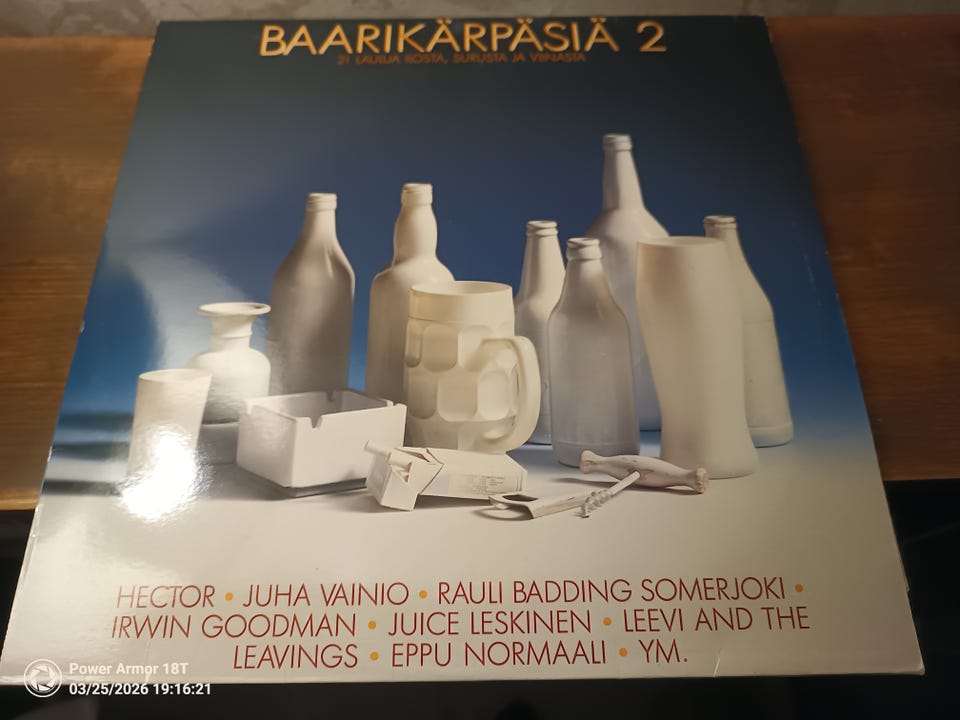 BAARIKÄRPÄSIÄ 2
21 LAULUA ILOSTA, SURUSTA JA VIINASTA
HECTOR • JUHA VAINIO • RAULI BADDING SOMERJOKI •
IRWIN GOODMAN • JUICE LESKINEN • LEEVI AND THE
LEAVINGS • EPPU NORMAALI • YM.
Power Armor 18T
03/25/2026 19:16:21